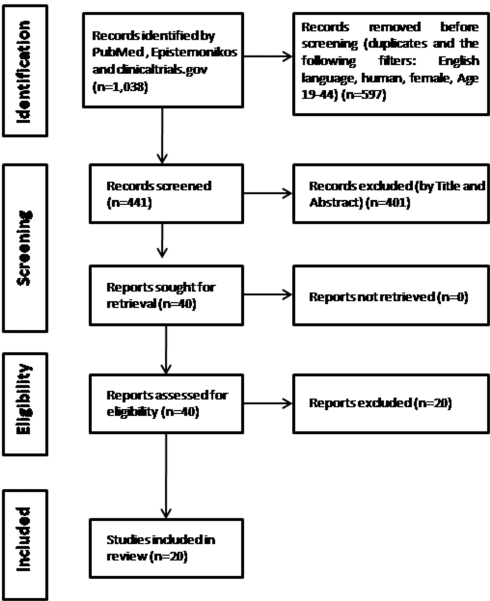 Identification
Records identified by
PubMed , Epistemonikos
and clinicaltrials.gov
(n=1,038)
Records removed before
screening (duplicates and the
following filters: English
language, human, female, Age
19-44) (n=597)
Screening
Records screened
(n=441)
Records excluded (by Title and
Abstract) (n=401)
Reports sought for
retrieval (n=40)
Reports not retrieved (n=0)
Eligibility
Reports assessed for
eligibility (n=40)
Reports excluded (n=20)
Included
Studies included in
review (n=20)